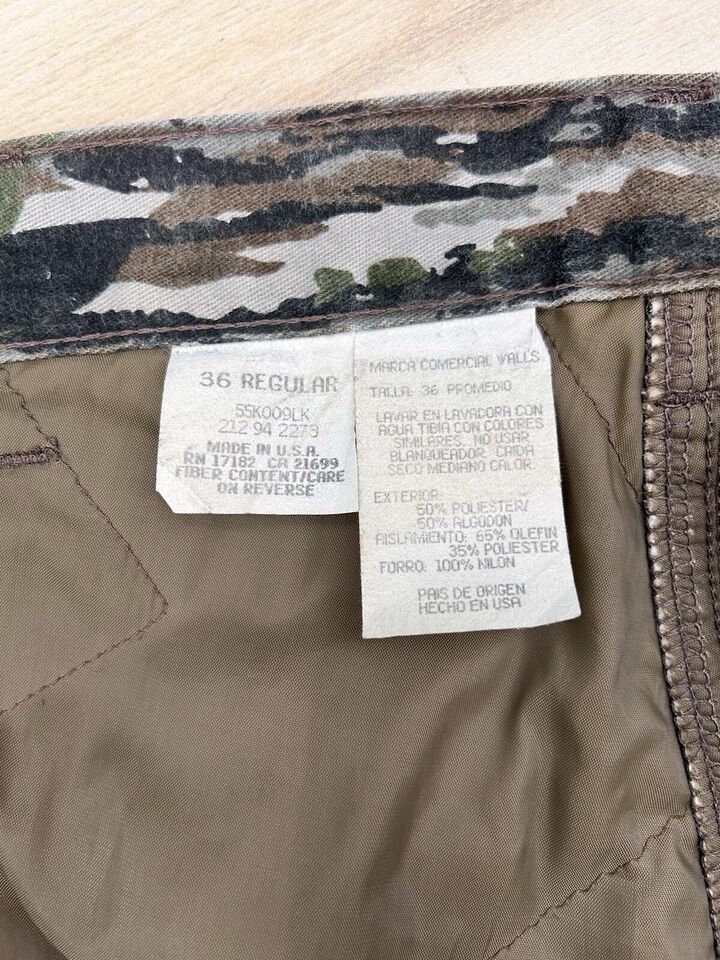 36 REGULAR
55K009LK
212 94 2273
MADE IN U.S.A.
RN 17182 CA 21699
FIBER CONTENT/CARE
ON REVERSE
MARCA COMERCIAL WALLS
TALLA: 36 PROMEDIO
LAVAR EN LAVADORA CON
AGUA TIBIA CON COLORES
SIMILARES. NO USAR
BLANQUEADOR. CAIDA
SECO MEDIANO CALOR.
EXTERIOR:
50% POLIESTER/
50% ALGODON
AISLAMIENTO: 65% OLEFIN
35% POLIESTER
FORRO: 100% NILON
PAIS DE ORIGEN
HECHO EN USA